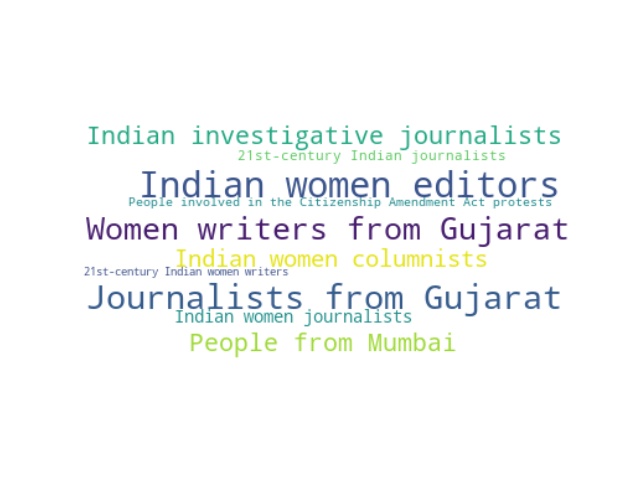 Indian investigative journalists
21st-century Indian journalists
Indian women editors
People involved in the Citizenship Amendment Act protests
Women writers from Gujarat
Indian women columnists
21st-century Indian women writers
Journalists from Gujarat
Indian women journalists
People from Mumbai